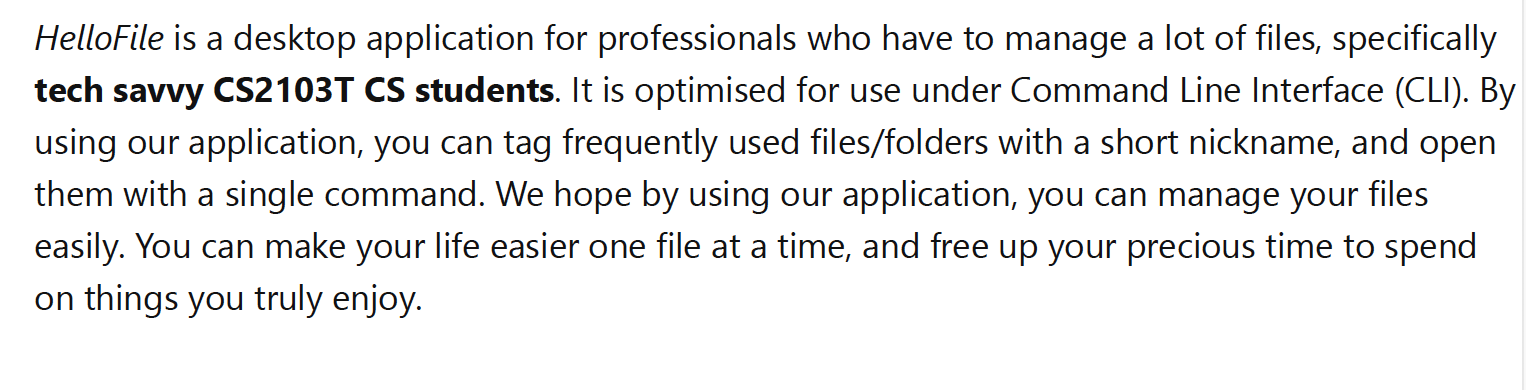 HelloFile is a desktop application for professionals who have to manage a lot of files, specifically
tech savvy CS2103T CS students. It is optimised for use under Command Line Interface (CLI). By
using our application, you can tag frequently used files/folders with a short nickname, and open
them with a single command. We hope by using our application, you can manage your files
easily. You can make your life easier one file at a time, and free up your precious time to spend
on things you truly enjoy.